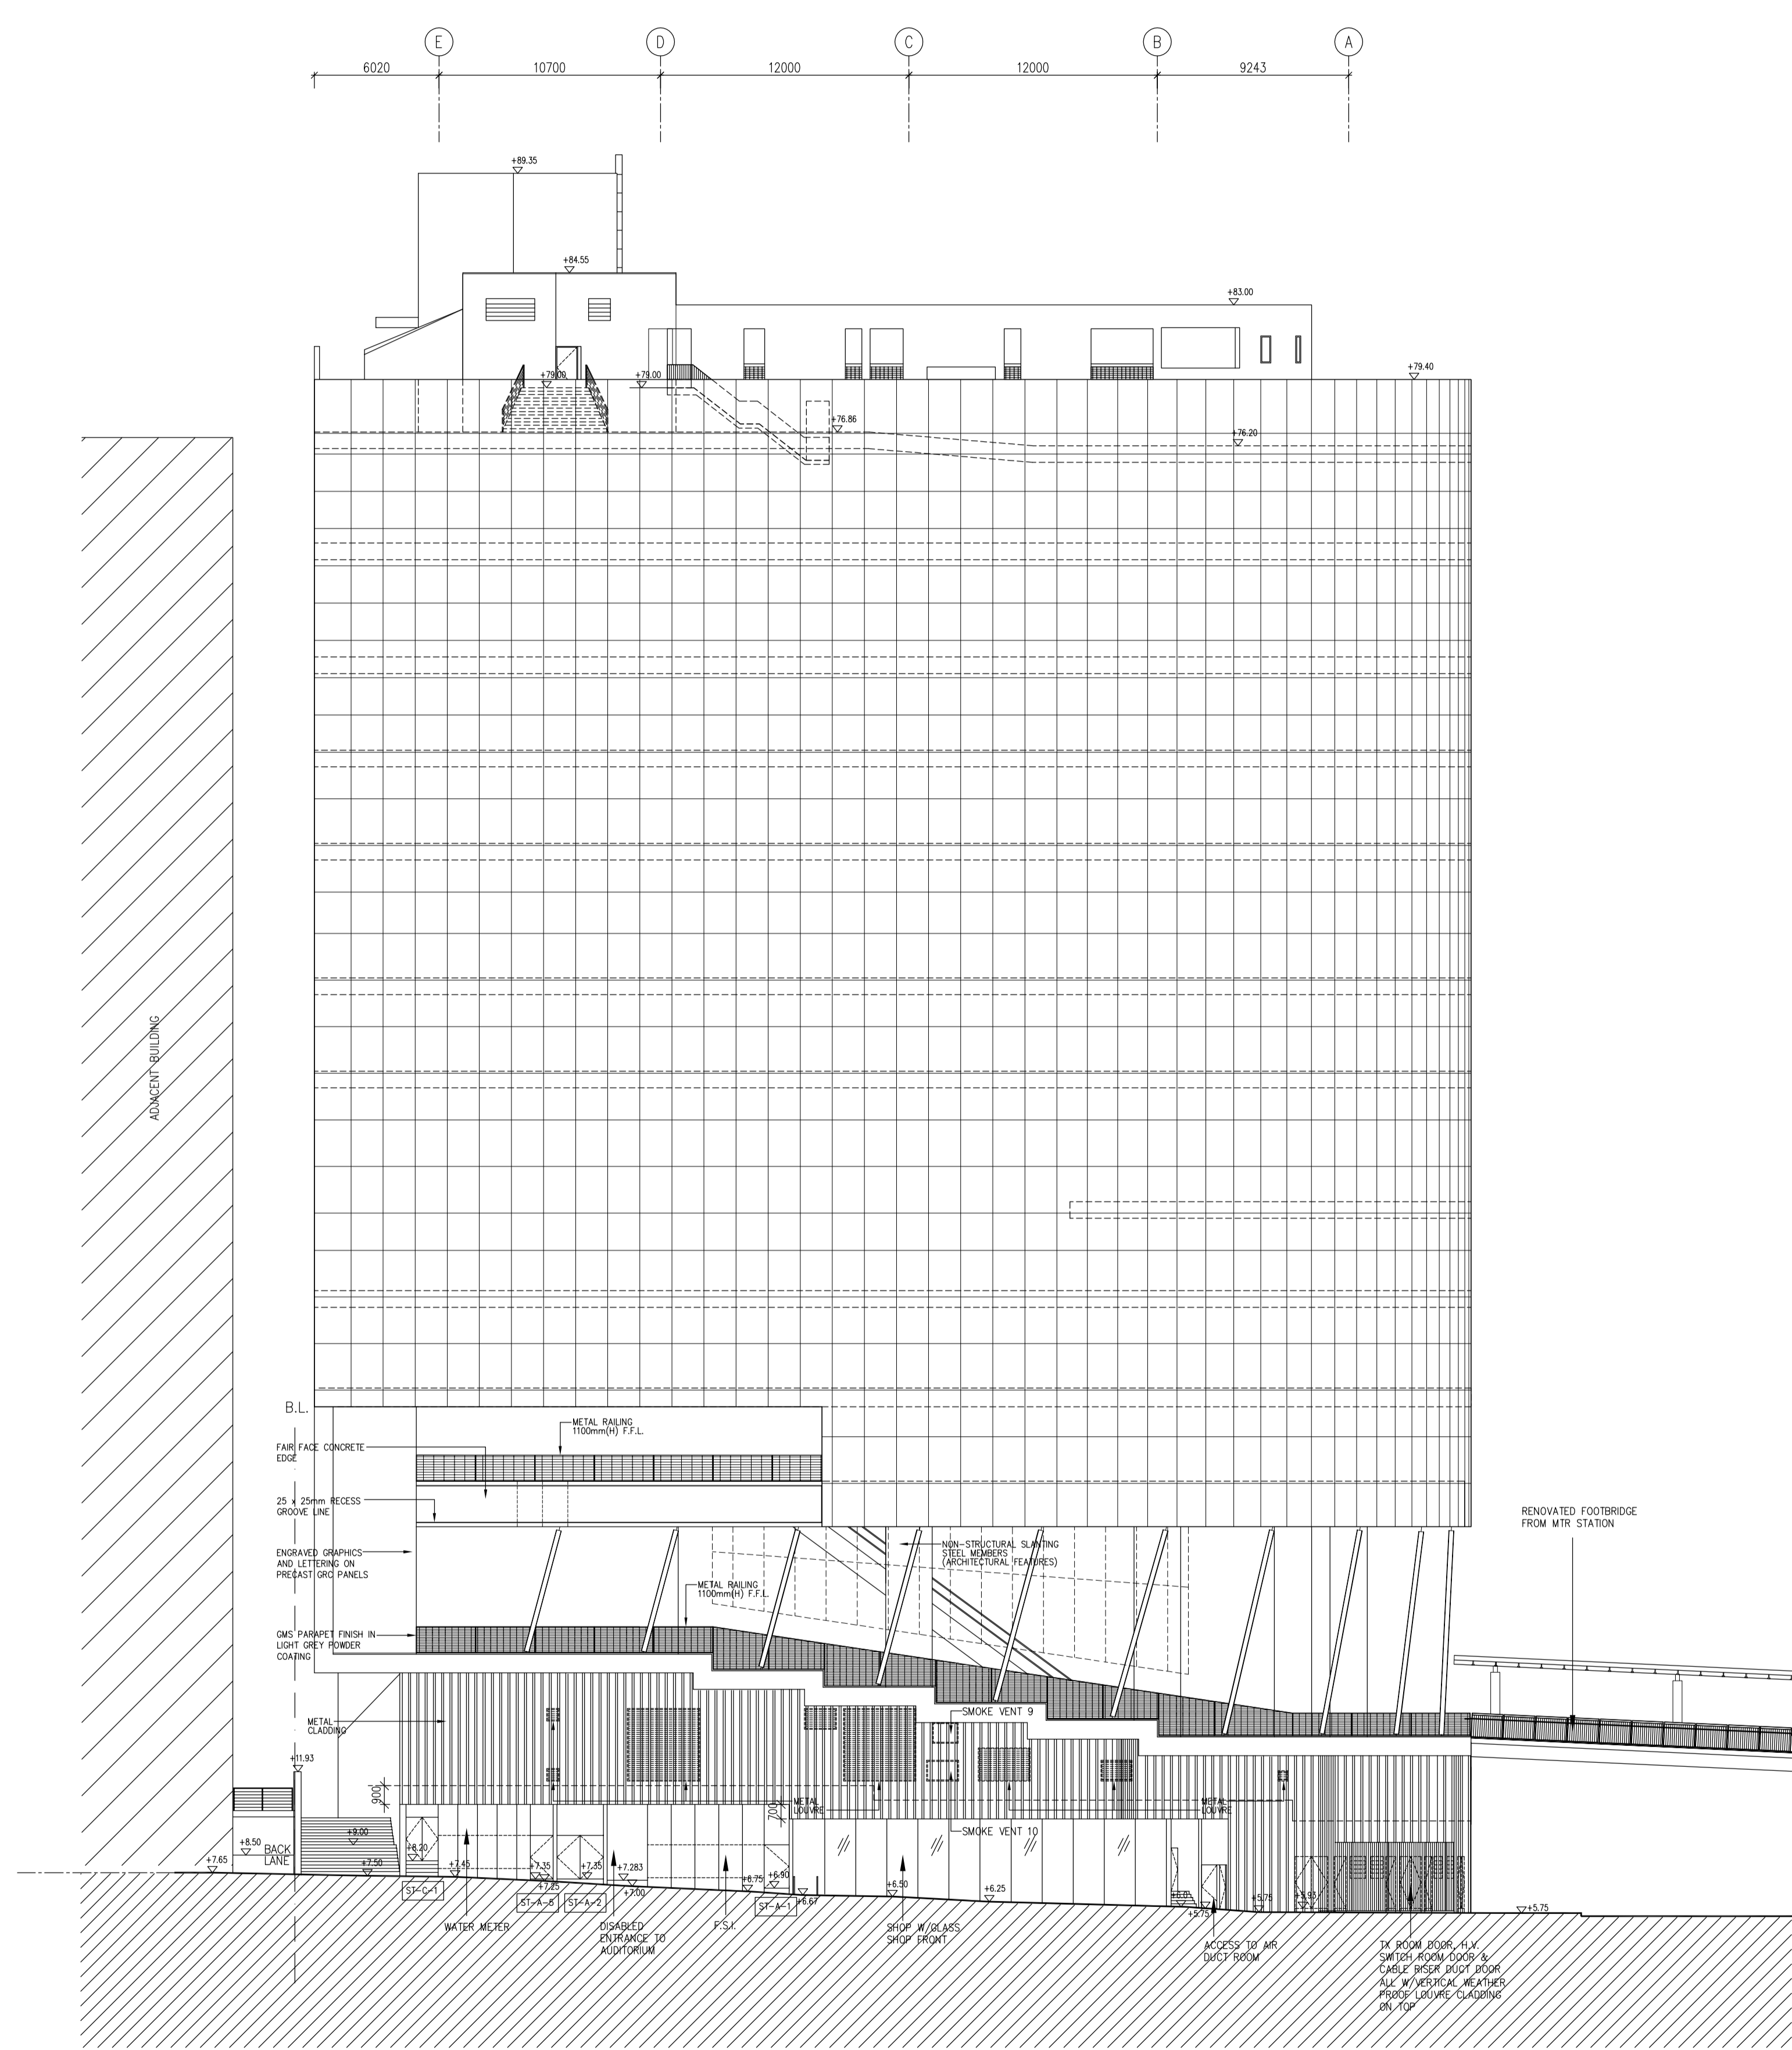 E
D
C
B
A
6020
10700
12000
12000
9243
+89.35
+84.55
+83.00
+79.00
+79.00
+79.40
+76.86
+76.20
ADJACENT BUILDING
B.L.
METAL RAILING
1100mm(H) F.F.L.
FAIR FACE CONCRETE
EDGE
25 x 25mm RECESS
GROOVE LINE
RENOVATED FOOTBRIDGE
FROM MTR STATION
NON-STRUCTURAL SLANTING
STEEL MEMBERS
(ARCHITECTURAL FEATURES)
ENGRAVED GRAPHICS
AND LETTERING ON
PRECAST GRC PANELS
METAL RAILING
1100mm(H) F.F.L.
GMS PARAPET FINISH IN
LIGHT GREY POWDER
COATING
SMOKE VENT 9
METAL
CLADDING
+11.93
900
METAL
LOUVRE
METAL
LOUVRE
700
SMOKE VENT 10
+9.00
+8.50
BACK
LANE
+8.20
+7.65
+7.50
+7.45
+7.35
+7.25
+7.35
+7.283
+7.00
+6.75
+6.90
+6.67
+6.50
+6.25
+5.75
+5.75
+5.93
+5.75
ST-C-1
ST-A-5
ST-A-2
ST-A-1
WATER METER
DISABLED
ENTRANCE TO
AUDITORIUM
F.S.I.
SHOP W/GLASS
SHOP FRONT
ACCESS TO AIR
DUCT ROOM
TX ROOM DOOR, H.V.
SWITCH ROOM DOOR &
CABLE RISER DUCT DOOR
ALL W/VERTICAL WEATHER
PROOF LOUVRE CLADDING
ON TOP